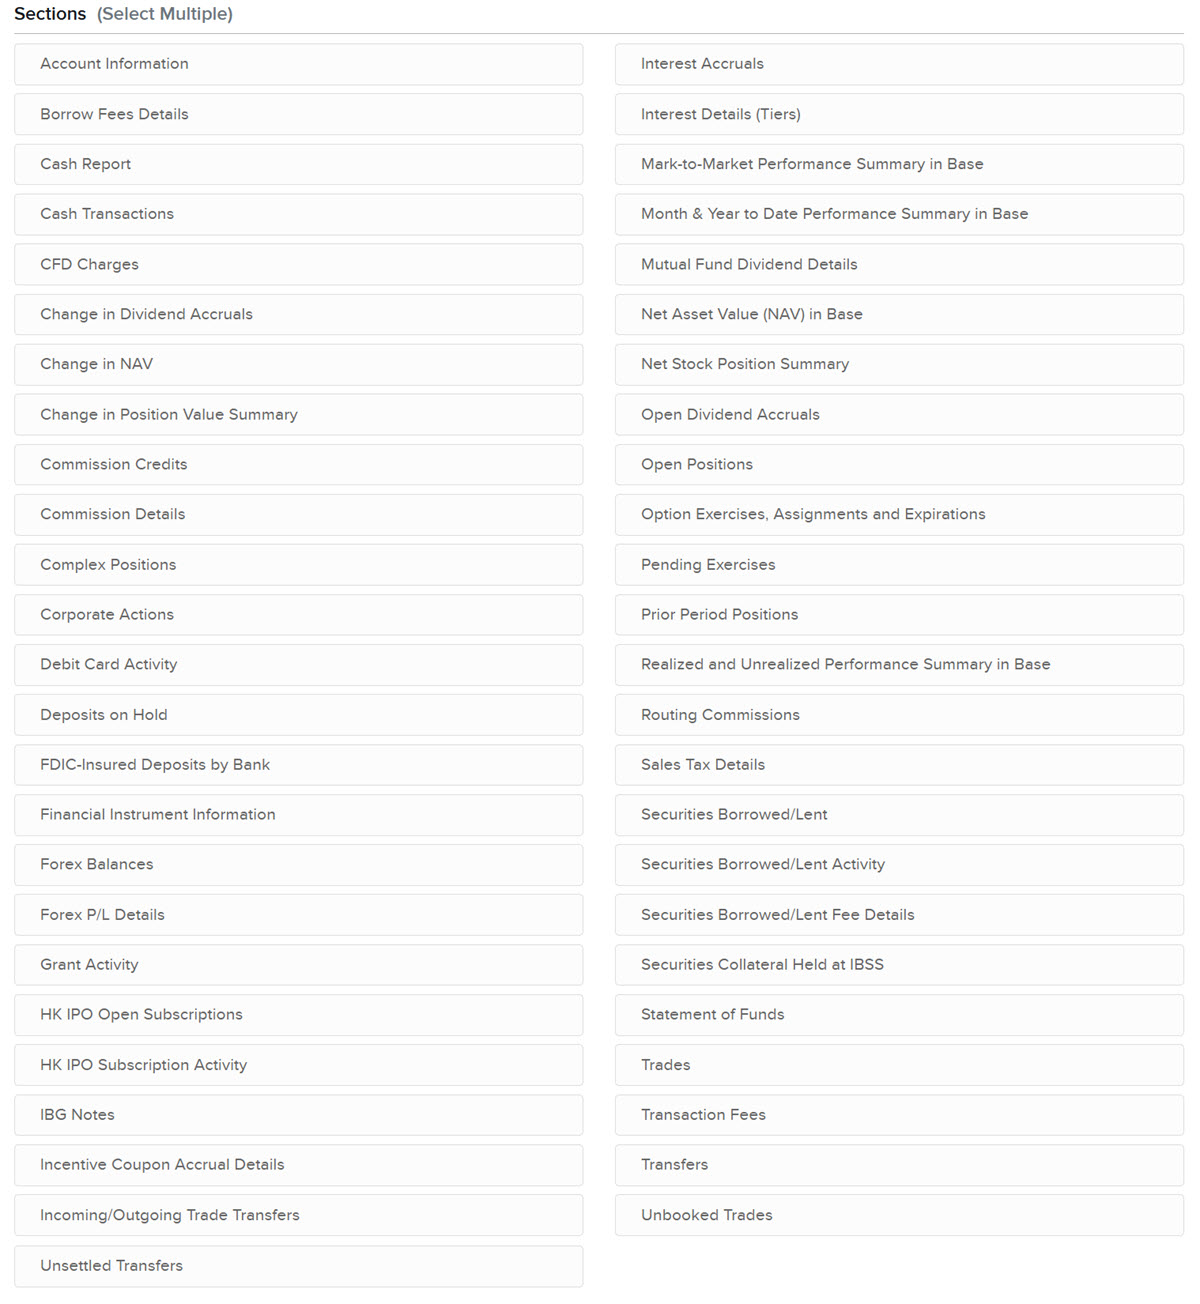 Sections (Select Multiple)
Account Information
Borrow Fees Details
Cash Report
Cash Transactions
CFD Charges
Change in Dividend Accruals
Change in NAV
Change in Position Value Summary
Commission Credits
Commission Details
Complex Positions
Corporate Actions
Debit Card Activity
Deposits on Hold
FDIC-Insured Deposits by Bank
Financial Instrument Information
Forex Balances
Forex P/L Details
Grant Activity
HK IPO Open Subscriptions
HK IPO Subscription Activity
IBG Notes
Incentive Coupon Accrual Details
Incoming/Outgoing Trade Transfers
Unsettled Transfers
Interest Accruals
Interest Details (Tiers)
Mark-to-Market Performance Summary in Base
Month & Year to Date Performance Summary in Base
Mutual Fund Dividend Details
Net Asset Value (NAV) in Base
Net Stock Position Summary
Open Dividend Accruals
Open Positions
Option Exercises, Assignments and Expirations
Pending Exercises
Prior Period Positions
Realized and Unrealized Performance Summary in Base
Routing Commissions
Sales Tax Details
Securities Borrowed/Lent
Securities Borrowed/Lent Activity
Securities Borrowed/Lent Fee Details
Securities Collateral Held at IBSS
Statement of Funds
Trades
Transaction Fees
Transfers
Unbooked Trades